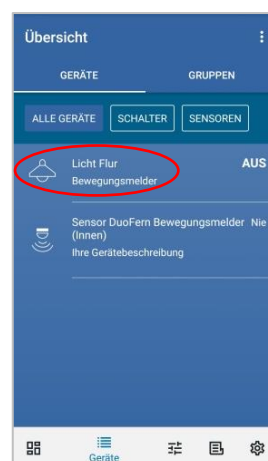 Übersicht
GERÄTE GRUPPEN
ALLE GERÄTE SCHALTER SENSOREN
Licht Flur AUS
Bewegungsmelder
Sensor DuoFern Bewegungsmelder Nie
(Innen)
Ihre Gerätebeschreibung
Geräte